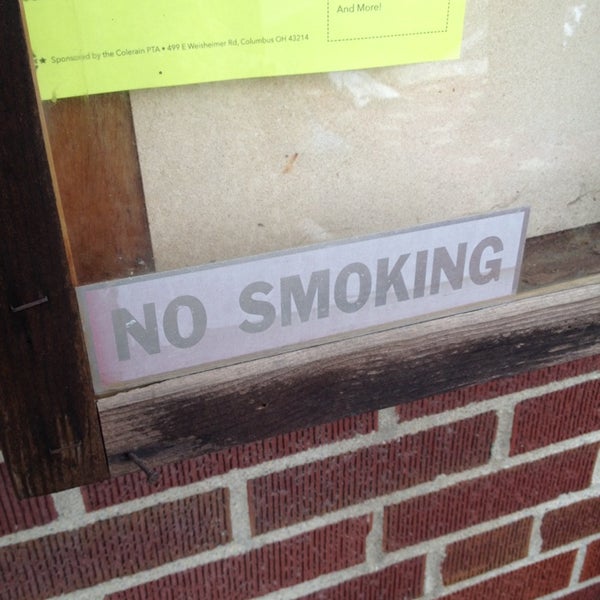 And More!
★ Sponsored by the Colerain PTA • 499 E Weisheimer Rd, Columbus OH 43214
NO SMOKING